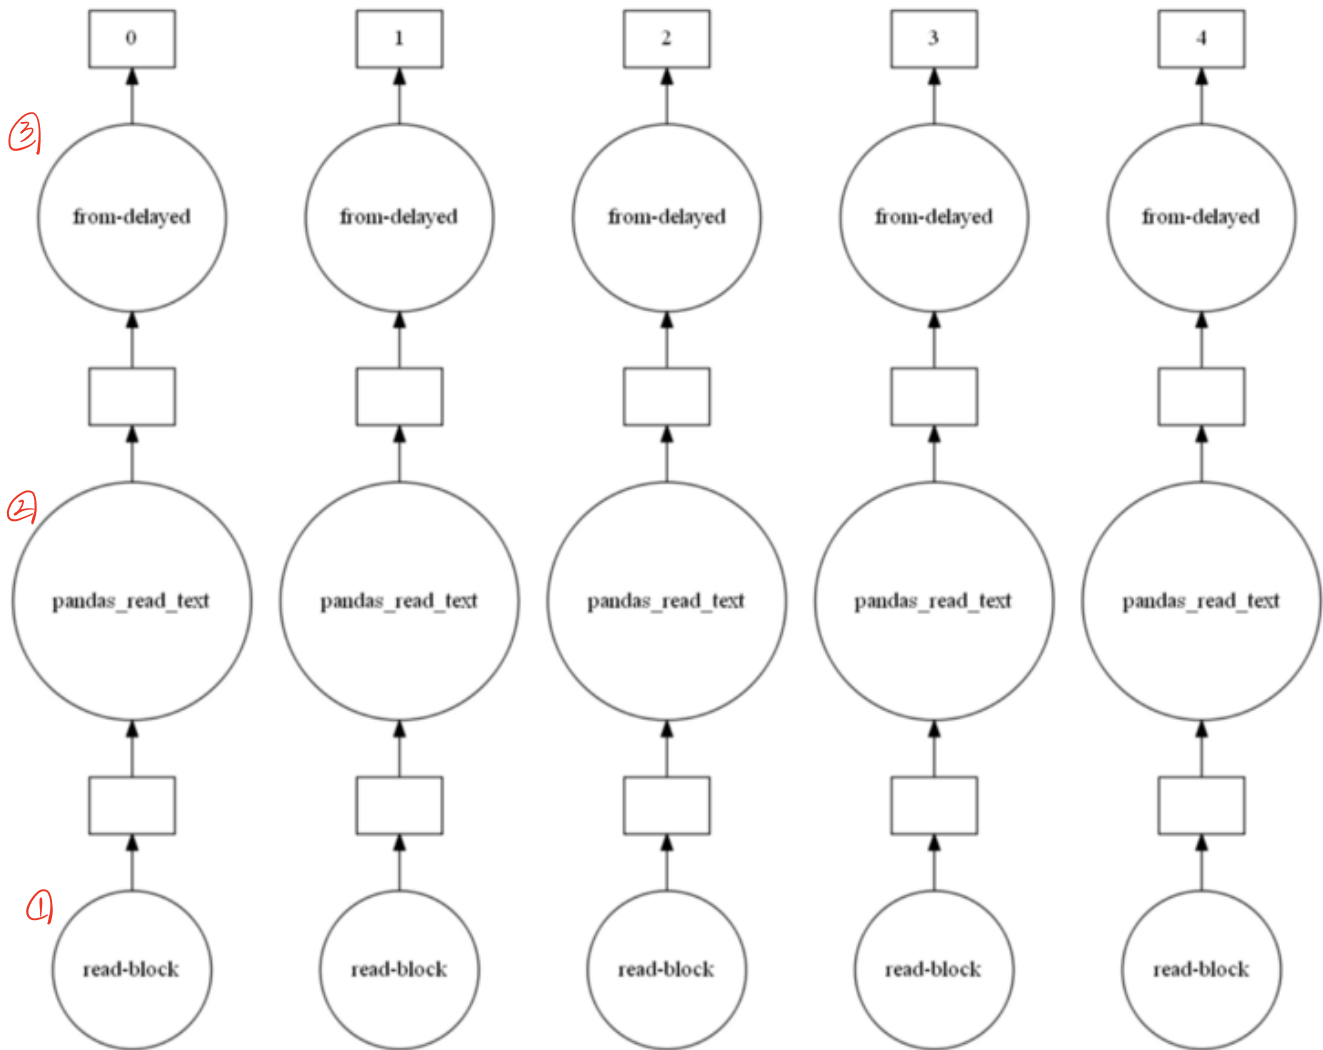 0 1 2 3 4
③
from-delayed from-delayed from-delayed from-delayed from-delayed
②
pandas_read_text pandas_read_text pandas_read_text pandas_read_text pandas_read_text
①
read-block read-block read-block read-block read-block